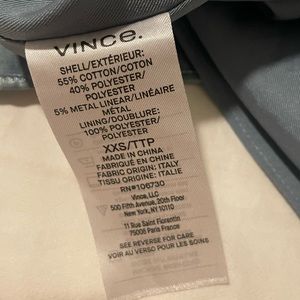 VINCE.
SHELL/EXTÉRIEUR:
55% COTTON/COTON
40% POLYESTER/
POLYESTER
5% METAL LINEAR/LINÉAIRE
MÉTAL
LINING/DOUBLURE:
100% POLYESTER/
POLYESTER
XXS/TTP
MADE IN CHINA
FABRIQUÉ EN CHINE
FABRIC ORIGIN: ITALY
TISSU ORIGINE: ITALIE
RN#106730
Vince, LLC
500 Fifth Avenue, 20th Floor
New York, NY 10110
11 Rue Saint Florentin
75008 Paris France
SEE REVERSE FOR CARE
VOIR AU VERSO POUR LES SOINS